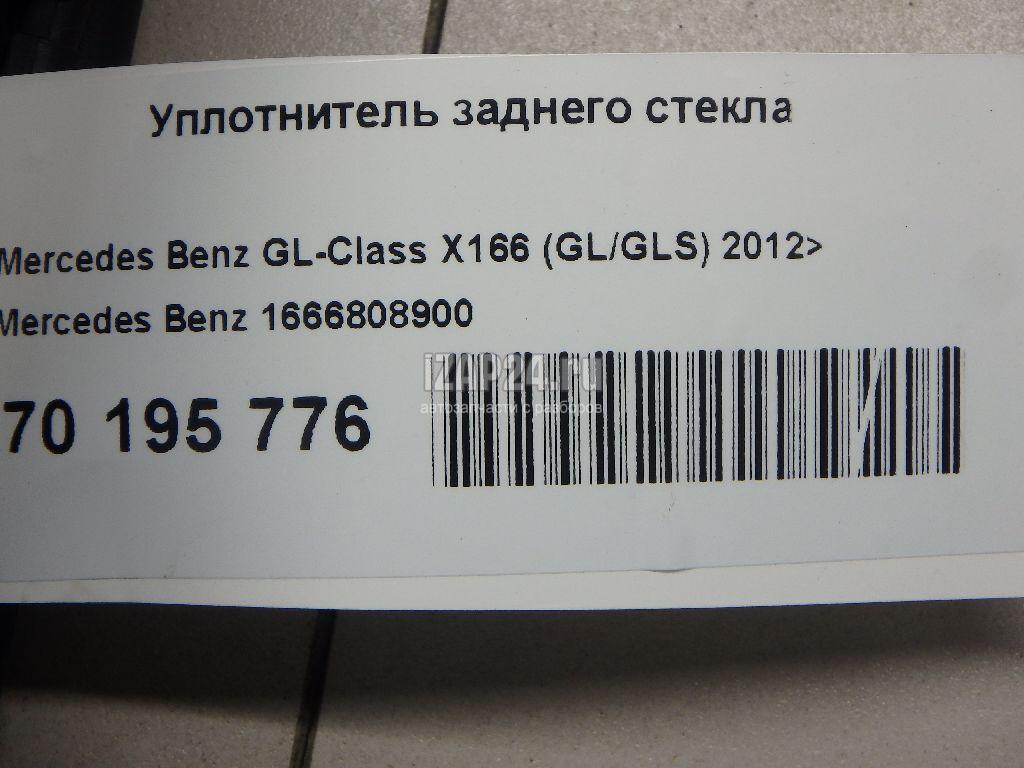 Уплотнитель заднего стекла
Mercedes Benz GL-Class X166 (GL/GLS) 2012>
Mercedes Benz 1666808900
70 195 776
iZAP24.ru
автозапчасти с разборов